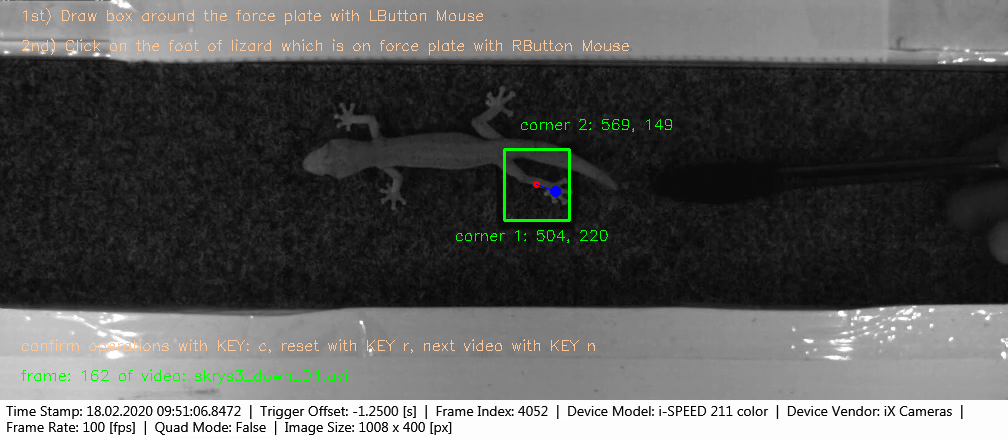 1st) Draw box around the force plate with LButton Mouse
2nd) Click on the foot of lizard which is on force plate with RButton Mouse
corner 2: 569, 149
corner 1: 504, 220
confirm operations with KEY: c, reset with KEY r, next video with KEY n
frame: 162 of video: skrys3_down_04.avi
Time Stamp: 18.02.2020 09:51:06.8472 | Trigger Offset: -1.2500 [s] | Frame Index: 4052 | Device Model: i-SPEED 211 color | Device Vendor: iX Cameras |
Frame Rate: 100 [fps] | Quad Mode: False | Image Size: 1008 x 400 [px]